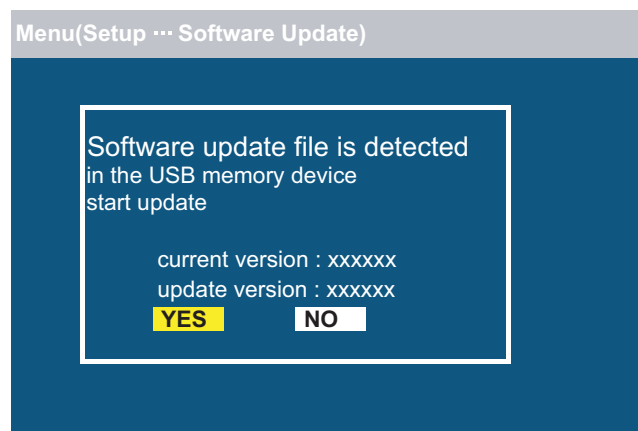 Menu(Setup ··· Software Update)
Software update file is detected
in the USB memory device
start update
current version : xxxxxx
update version : xxxxxx
YES NO